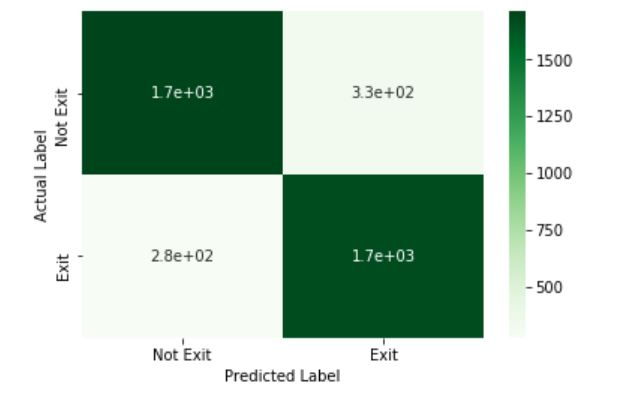 1.7e+03
3.3e+02
2.8e+02
1.7e+03
Actual Label
Not Exit
Exit
Not Exit
Exit
Predicted Label
1500
1250
1000
750
500